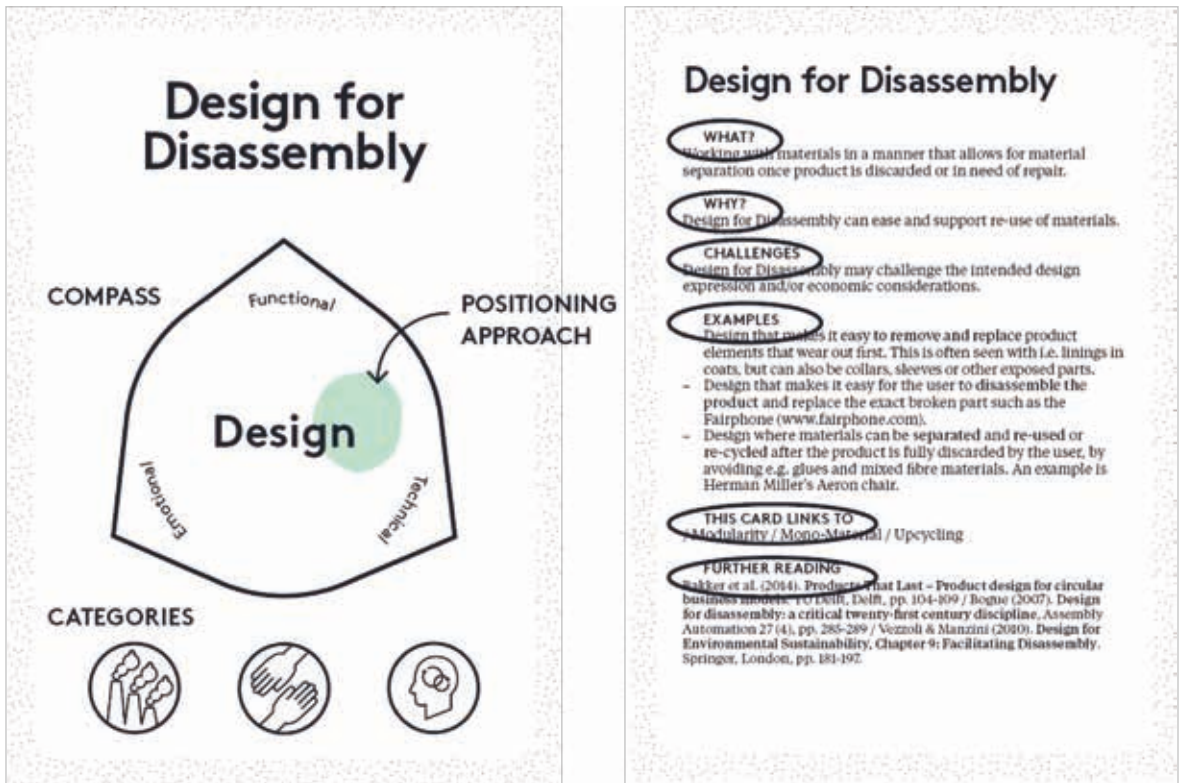 Design for
Disassembly
COMPASS
Functional
POSITIONING
APPROACH
Design
Emotional
Technical
CATEGORIES
Design for Disassembly
WHAT?
Working with materials in a manner that allows for material
separation once product is discarded or in need of repair.
WHY?
Design for Disassembly can ease and support re-use of materials.
CHALLENGES
Design for Disassembly may challenge the intended design
expression and/or economic considerations.
EXAMPLES
Design that makes it easy to remove and replace product
elements that wear out first. This is often seen with i.e. linings in
coats, but can also be collars, sleeves or other exposed parts.
– Design that makes it easy for the user to disassemble the
product and replace the exact broken part such as the
Fairphone (www.fairphone.com).
– Design where materials can be separated and re-used or
re-cycled after the product is fully discarded by the user, by
avoiding e.g. glues and mixed fibre materials. An example is
Herman Miller's Aeron chair.
THIS CARD LINKS TO
/ Modularity / Mono-Material / Upcycling
FURTHER READING
Bakker et al. (2014). Products That Last – Product design for circular
business models. TU Delft, Delft, pp. 104-109 / Bogue (2007). Design
for disassembly: a critical twenty-first century discipline, Assembly
Automation 27 (4), pp. 285-289 / Vezzoli & Manzini (2010). Design for
Environmental Sustainability, Chapter 9: Facilitating Disassembly.
Springer, London, pp. 181-197.